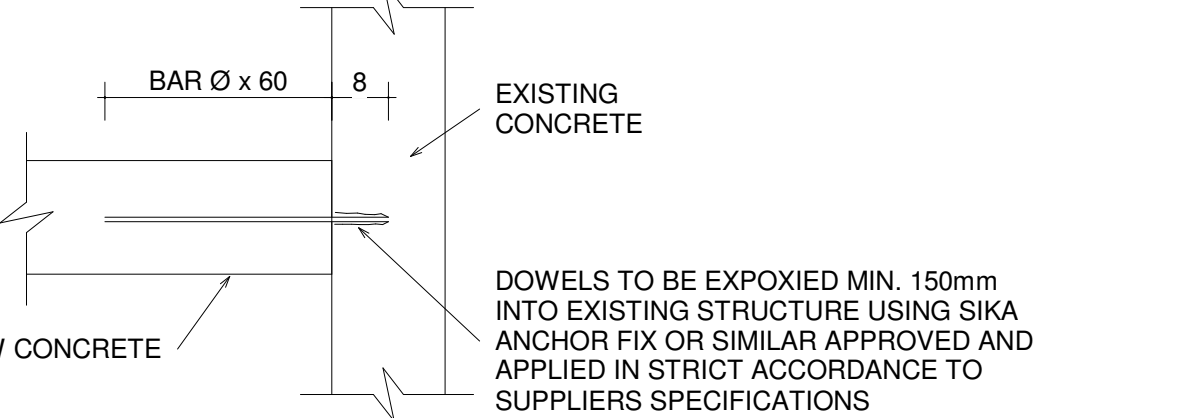 BAR Ø x 60
8
EXISTING
CONCRETE
DOWELS TO BE EXPOXIED MIN. 150mm
INTO EXISTING STRUCTURE USING SIKA
ANCHOR FIX OR SIMILAR APPROVED AND
APPLIED IN STRICT ACCORDANCE TO
SUPPLIERS SPECIFICATIONS
CONCRETE